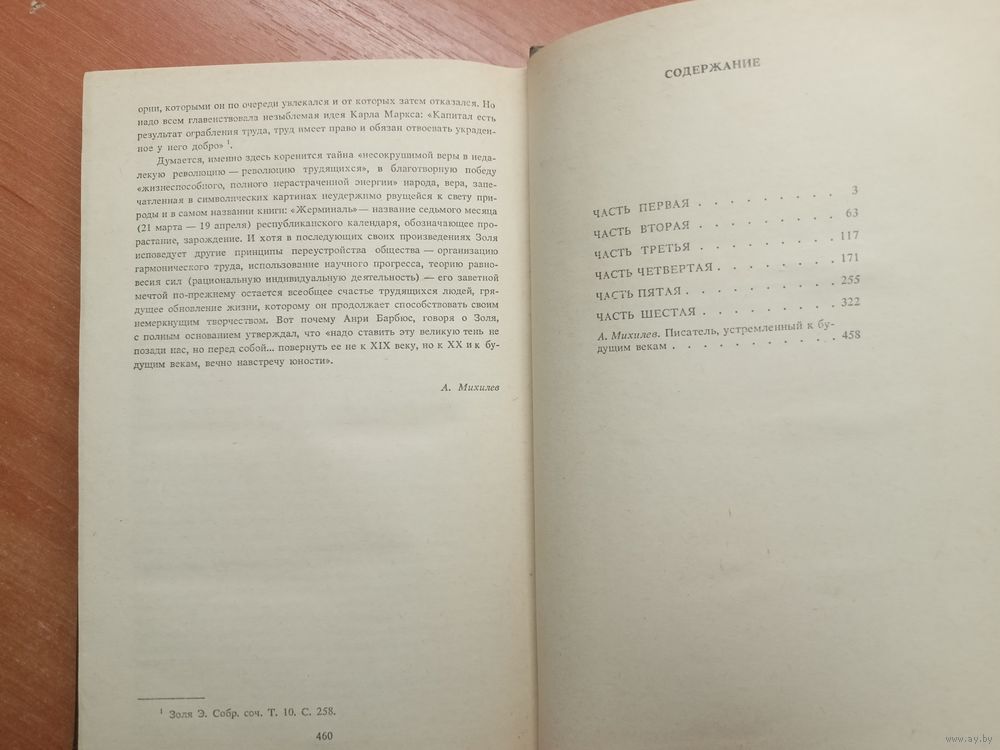 ории, которыми он по очереди увлекался и от которых затем отказался. Но
надо всем главенствовала незыблемая идея Карла Маркса: «Капитал есть
результат ограбления труда, труд имеет право и обязан отвоевать украден-
ное у него добро» ¹.
Думается, именно здесь коренится тайна «несокрушимой веры в неда-
лекую революцию — революцию трудящихся», в благотворную победу
«жизнеспособного, полного нерастраченной энергии» народа, вера, запе-
чатленная в символических картинах неудержимо рвущейся к свету при-
роды и в самом названии книги: «Жерминаль» — название седьмого месяца
(21 марта — 19 апреля) республиканского календаря, обозначающее про-
растание, зарождение. И хотя в последующих своих произведениях Золя
исповедует другие принципы переустройства общества — организацию
гармонического труда, использование научного прогресса, теорию равно-
весия сил (рациональную индивидуальную деятельность) — его заветной
мечтой по-прежнему остается всеобщее счастье трудящихся людей, гря-
дущее обновление жизни, которому он продолжает способствовать своим
немеркнущим творчеством. Вот почему Анри Барбюс, говоря о Золя,
с полным основанием утверждал, что «надо ставить эту великую тень не
позади нас, но перед собой... повернуть ее не к XIX веку, но к XX и к бу-
дущим векам, вечно навстречу юности».
А. Михилев
¹ Золя Э. Собр. соч. Т. 10. С. 258.
460
СОДЕРЖАНИЕ
ЧАСТЬ ПЕРВАЯ . . . . . . . . 3
ЧАСТЬ ВТОРАЯ . . . . . . . . 63
ЧАСТЬ ТРЕТЬЯ . . . . . . . . 117
ЧАСТЬ ЧЕТВЕРТАЯ . . . . . . . 171
ЧАСТЬ ПЯТАЯ . . . . . . . . 255
ЧАСТЬ ШЕСТАЯ . . . . . . . . 322
А. Михилев. Писатель, устремленный к бу-
дущим векам . . . . . . . . . 458
www.ay.by